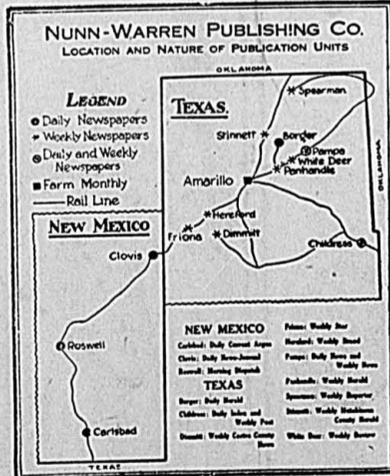 NUNN-WARREN PUBLISHING CO.
LOCATION AND NATURE OF PUBLICATION UNITS
OKLAHOMA
LEGEND
Daily Newspapers
Weekly Newspapers
Daily and Weekly
Newspapers
Farm Monthly
Rail Line
TEXAS.
Spearman
Stinnett
Borger
Pampa
White Deer
Panhandle
Amarillo
OKLAHOMA
Hereford
Friona
Dimmitt
Childress
NEW MEXICO
Clovis
Roswell
Carlsbad
TEXAS
NEW MEXICO
Carlsbad: Daily Current Argus
Clovis: Daily News-Journal
Roswell: Morning Dispatch
TEXAS
Borger: Daily Herald
Childress: Daily Index and
Weekly Post
Dimmitt: Weekly Castro County
News
Friona: Weekly Star
Hereford: Weekly Brand
Pampa: Daily News and
Weekly News
Panhandle: Weekly Herald
Spearman: Weekly Reporter
Stinnett: Weekly Hutchinson
County Herald
White Deer: Weekly Review